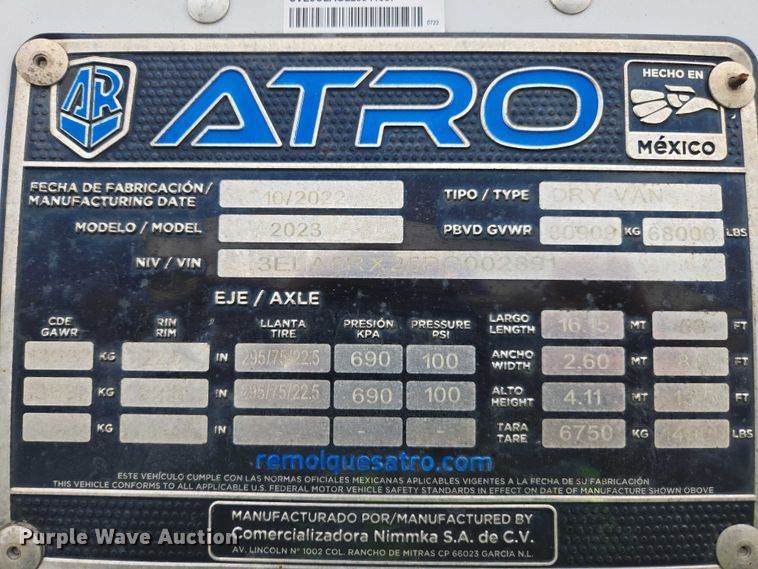 AR ATRO
HECHO EN
MÉXICO
FECHA DE FABRICACIÓN/
MANUFACTURING DATE 10/2022 TIPO / TYPE DRY VAN
MODELO / MODEL 2023 PBVD GVWR KG 68000 LBS
NIV / VIN
EJE / AXLE
CDE GAWR RIN RIM LLANTA TIRE PRESIÓN KPA PRESSURE PSI
KG IN 295/75/22.5 690 100
KG IN 295/75/22.5 690 100
KG IN - - -
LARGO LENGTH MT FT
ANCHO WIDTH 2.60 MT FT
ALTO HEIGHT 4.11 MT FT
TARA TARE 6750 KG LBS
remolquesatro.com
ESTE VEHÍCULO CUMPLE CON LAS NORMAS OFICIALES MEXICANAS APLICABLES VIGENTES A LA FECHA DE SU FABRICACIÓN
THIS VEHICLE CONFORMS TO ALL APPLICABLE U.S. FEDERAL MOTOR VEHICLE SAFETY STANDARDS IN EFFECT ON DATE OF MANUFACTURE SHOWN ABOVE
MANUFACTURADO POR/MANUFACTURED BY
Comercializadora Nimmka S.A. de C.V.
AV. LINCOLN Nº 1002 COL. RANCHO DE MITRAS CP 66023 GARCIA N.L.
Purple Wave Auction